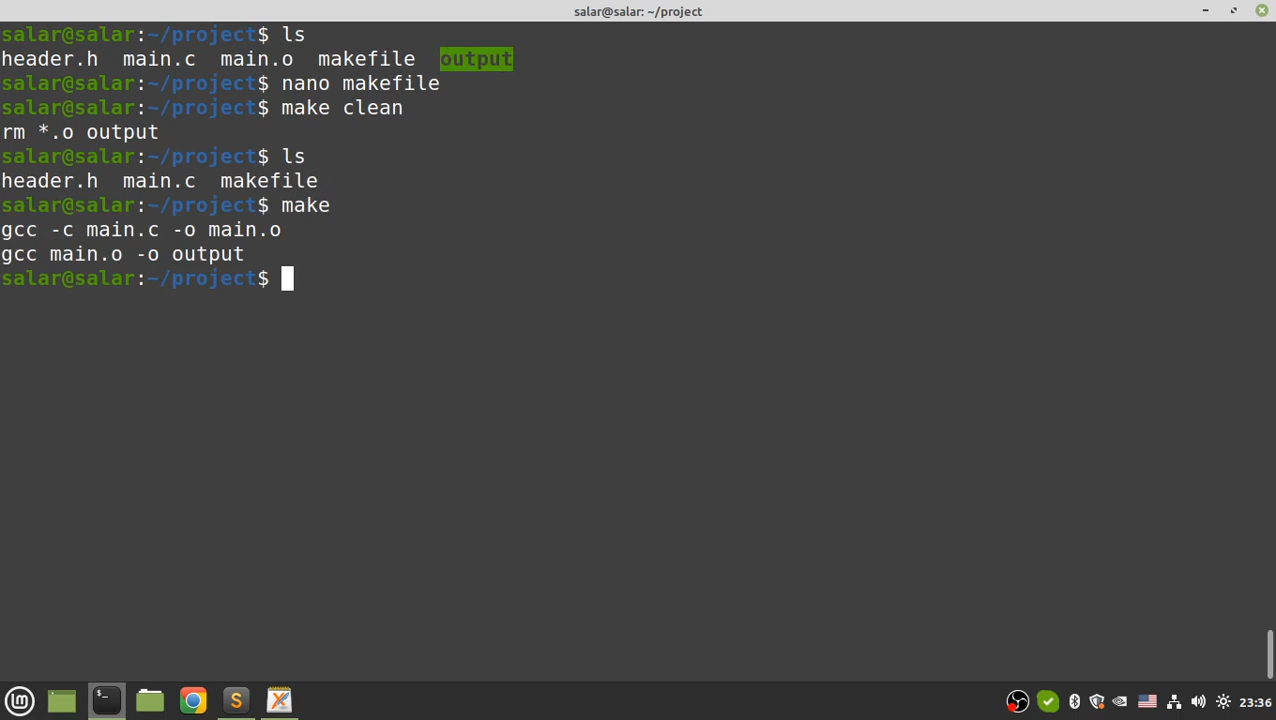 salar@salar: ~/project
salar@salar:~/project$ ls
header.h  main.c  main.o  makefile  output
salar@salar:~/project$ nano makefile
salar@salar:~/project$ make clean
rm *.o output
salar@salar:~/project$ ls
header.h  main.c  makefile
salar@salar:~/project$ make
gcc -c main.c -o main.o
gcc main.o -o output
salar@salar:~/project$
23:36